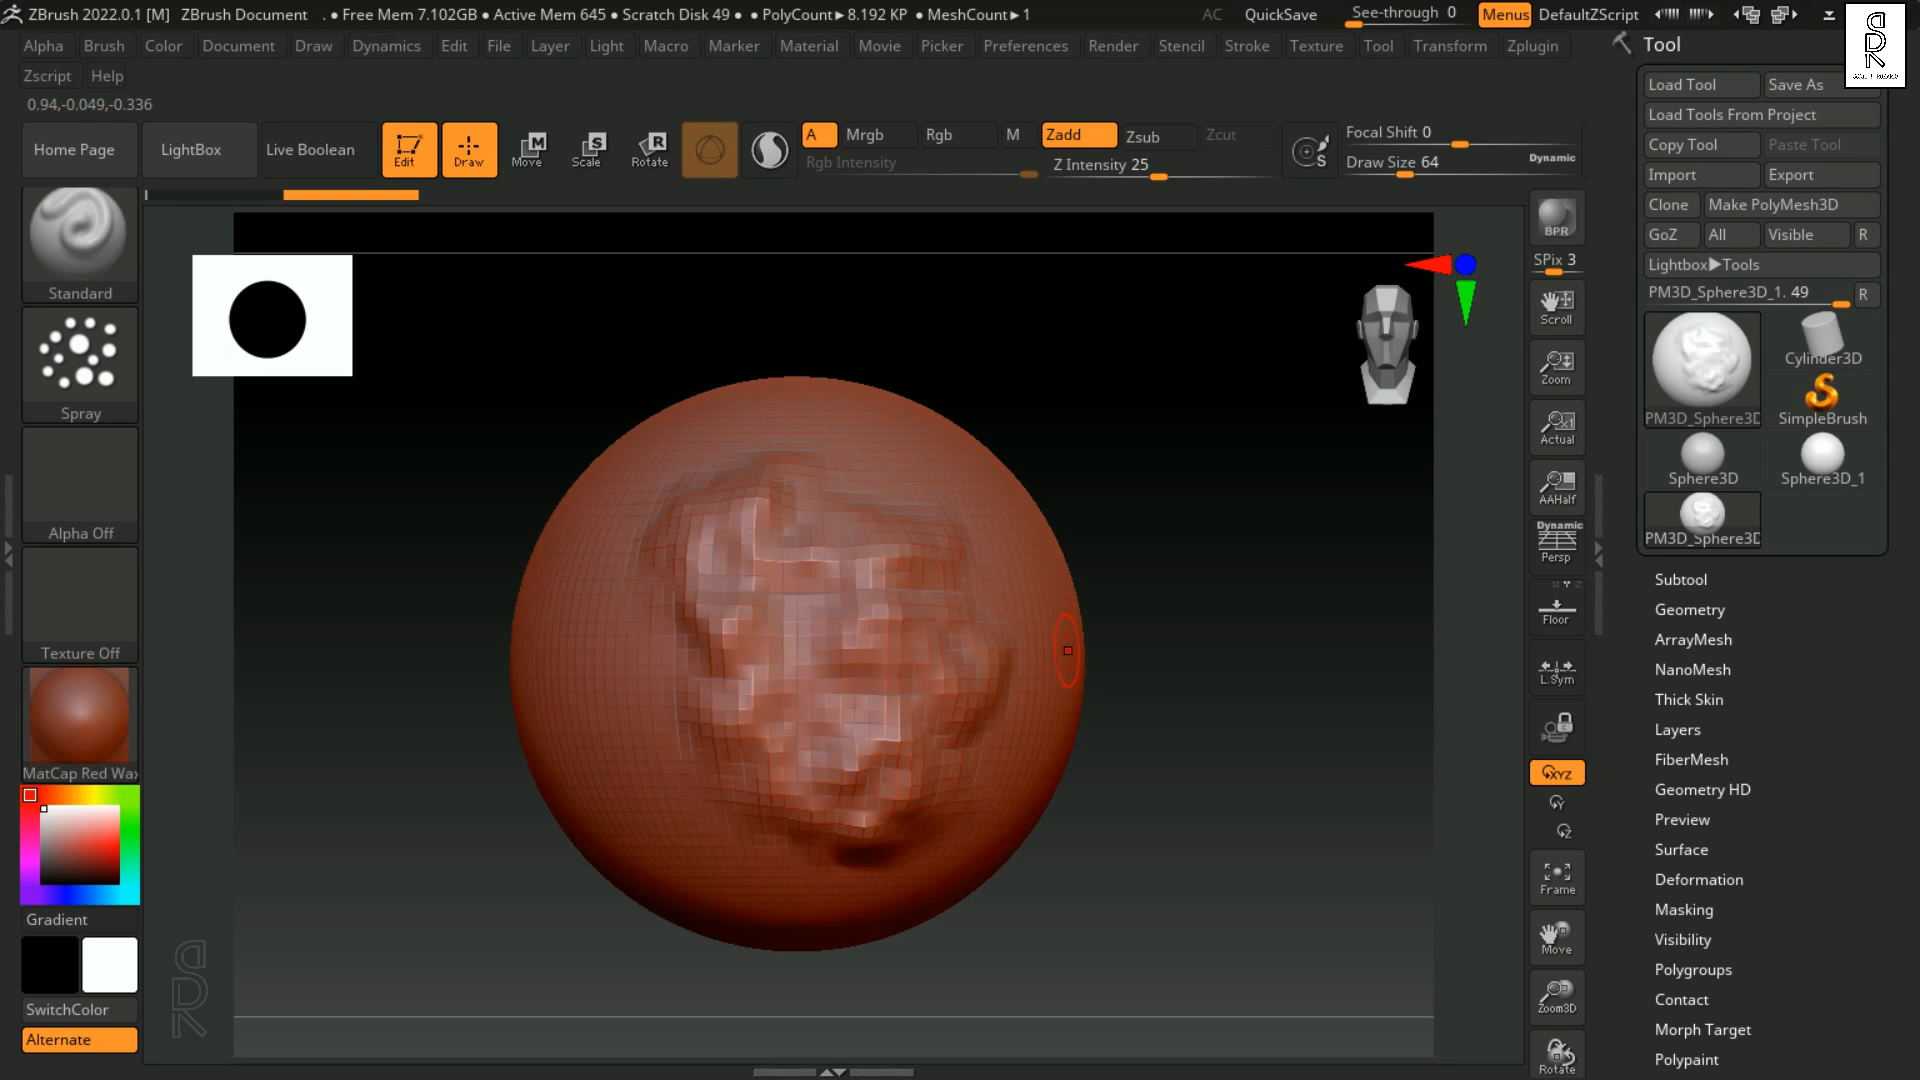 ZBrush 2022.0.1 [M] ZBrush Document . ● Free Mem 7.102GB ● Active Mem 645 ● Scratch Disk 49 ● ● PolyCount▶8.192 KP ● MeshCount▶1 AC QuickSave See-through 0 Menus DefaultZScript
Alpha Brush Color Document Draw Dynamics Edit File Layer Light Macro Marker Material Movie Picker Preferences Render Stencil Stroke Texture Tool Transform Zplugin
Zscript Help
0.94,-0.049,-0.336
Home Page LightBox Live Boolean Edit Draw Move Scale Rotate A Mrgb Rgb M Zadd Zsub Zcut Focal Shift 0
M S R Rgb Intensity Z Intensity 25 S Draw Size 64 Dynamic
Standard
Spray
Alpha Off
Texture Off
MatCap Red Wax
Gradient
SwitchColor
Alternate
SDR
BPR
SPix 3
Scroll
Zoom
Actual
AAHalf
Dynamic
Persp
Floor
L.Sym
XYZ
Y
Z
Frame
Move
Zoom3D
Rotate
Tool
SDR
Load Tool Save As
Load Tools From Project
Copy Tool Paste Tool
Import Export
Clone Make PolyMesh3D
GoZ All Visible R
Lightbox▶Tools
PM3D_Sphere3D_1. 49 R
Cylinder3D
PM3D_Sphere3D SimpleBrush
Sphere3D Sphere3D_1
PM3D_Sphere3D
Subtool
Geometry
ArrayMesh
NanoMesh
Thick Skin
Layers
FiberMesh
Geometry HD
Preview
Surface
Deformation
Masking
Visibility
Polygroups
Contact
Morph Target
Polypaint